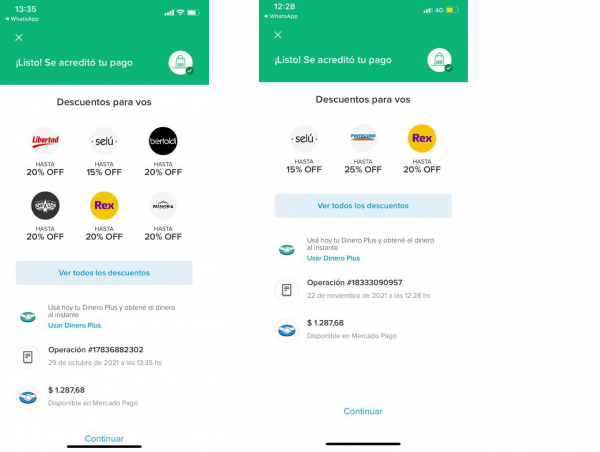 13:35
◀ WhatsApp
¡Listo! Se acreditó tu pago
Descuentos para vos
Libertad
· selú ·
bertoldi
HASTA
20% OFF
HASTA
15% OFF
HASTA
20% OFF
Rex
PATAGONIA
HASTA
20% OFF
HASTA
20% OFF
HASTA
20% OFF
Ver todos los descuentos
Usá hoy tu Dinero Plus y obtené el dinero
al instante
Usar Dinero Plus
Operación #17836882302
29 de octubre de 2021 a las 13:35 hs
$ 1.287,68
Disponible en Mercado Pago
Continuar
12:28
4G
◀ WhatsApp
¡Listo! Se acreditó tu pago
Descuentos para vos
· selú ·
Rex
HASTA
15% OFF
HASTA
25% OFF
HASTA
20% OFF
Ver todos los descuentos
Usá hoy tu Dinero Plus y obtené el dinero
al instante
Usar Dinero Plus
Operación #18333090957
22 de noviembre de 2021 a las 12:28 hs
$ 1.287,68
Disponible en Mercado Pago
Continuar